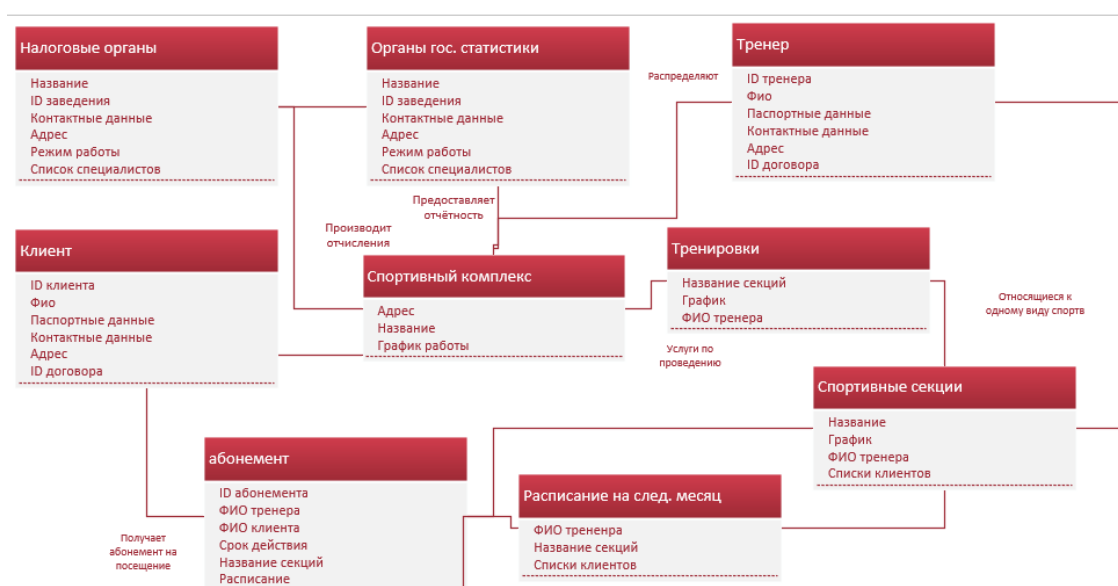 Налоговые органы
Название
ID заведения
Контактные данные
Адрес
Режим работы
Список специалистов
Органы гос. статистики
Название
ID заведения
Контактные данные
Адрес
Режим работы
Список специалистов
Распределяют
Тренер
ID тренера
Фио
Паспортные данные
Контактные данные
Адрес
ID договора
Предоставляет
отчётность
Производит
отчисления
Клиент
ID клиента
Фио
Паспортные данные
Контактные данные
Адрес
ID договора
Спортивный комплекс
Адрес
Название
График работы
Тренировки
Название секций
График
ФИО тренера
Относящиеся к
одному виду спортв
Услуги по
проведению
Спортивные секции
Название
График
ФИО тренера
Списки клиентов
абонемент
ID абонемента
ФИО тренера
ФИО клиента
Срок действия
Название секций
Расписание
Получает
абонемент на
посещение
Расписание на след. месяц
ФИО трененра
Название секций
Списки клиентов